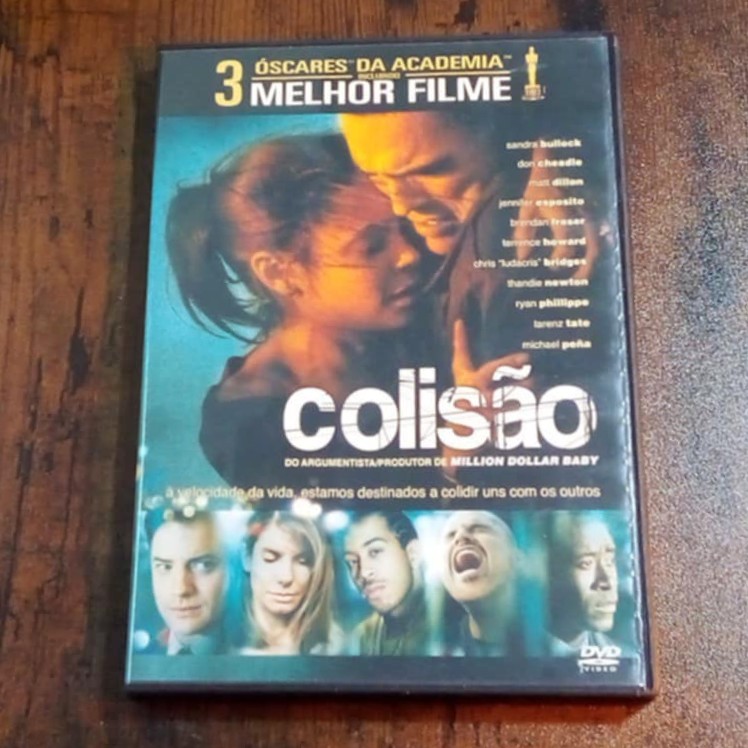 3 ÓSCARES™ DA ACADEMIA™
INCLUINDO
MELHOR FILME
sandra bullock
don cheadle
matt dillon
jennifer esposito
brendan fraser
terrence howard
chris "ludacris" bridges
thandie newton
ryan phillippe
larenz tate
michael peña
colisão
DO ARGUMENTISTA/PRODUTOR DE MILLION DOLLAR BABY
à velocidade da vida, estamos destinados a colidir uns com os outros
DVD
VIDEO